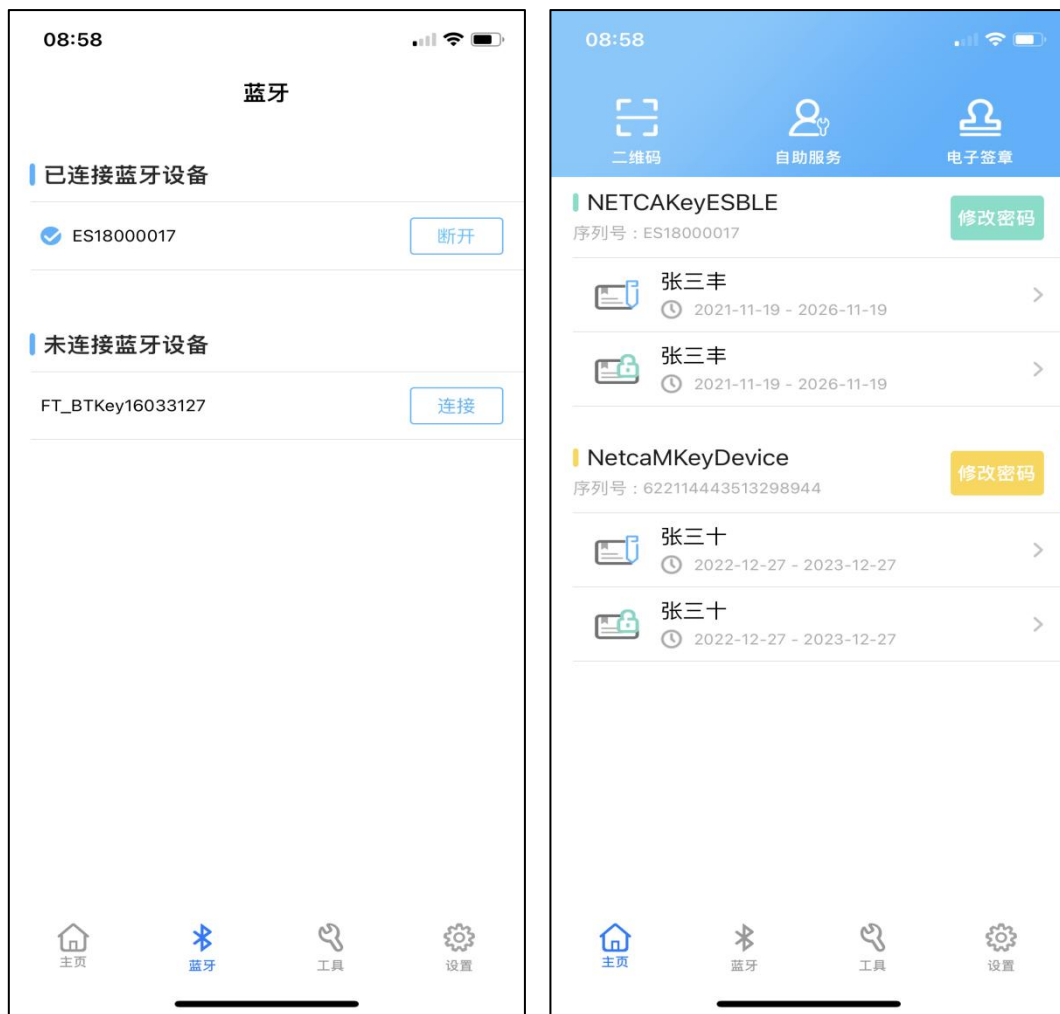 08:58
蓝牙
已连接蓝牙设备
ES18000017
断开
未连接蓝牙设备
FT_BTKey16033127
连接
主页
蓝牙
工具
设置
08:58
二维码
自助服务
电子签章
NETCAKeyESBLE
修改密码
序列号：ES18000017
张三丰
2021-11-19 - 2026-11-19
张三丰
2021-11-19 - 2026-11-19
NetcaMKeyDevice
修改密码
序列号：622114443513298944
张三十
2022-12-27 - 2023-12-27
张三十
2022-12-27 - 2023-12-27
主页
蓝牙
工具
设置